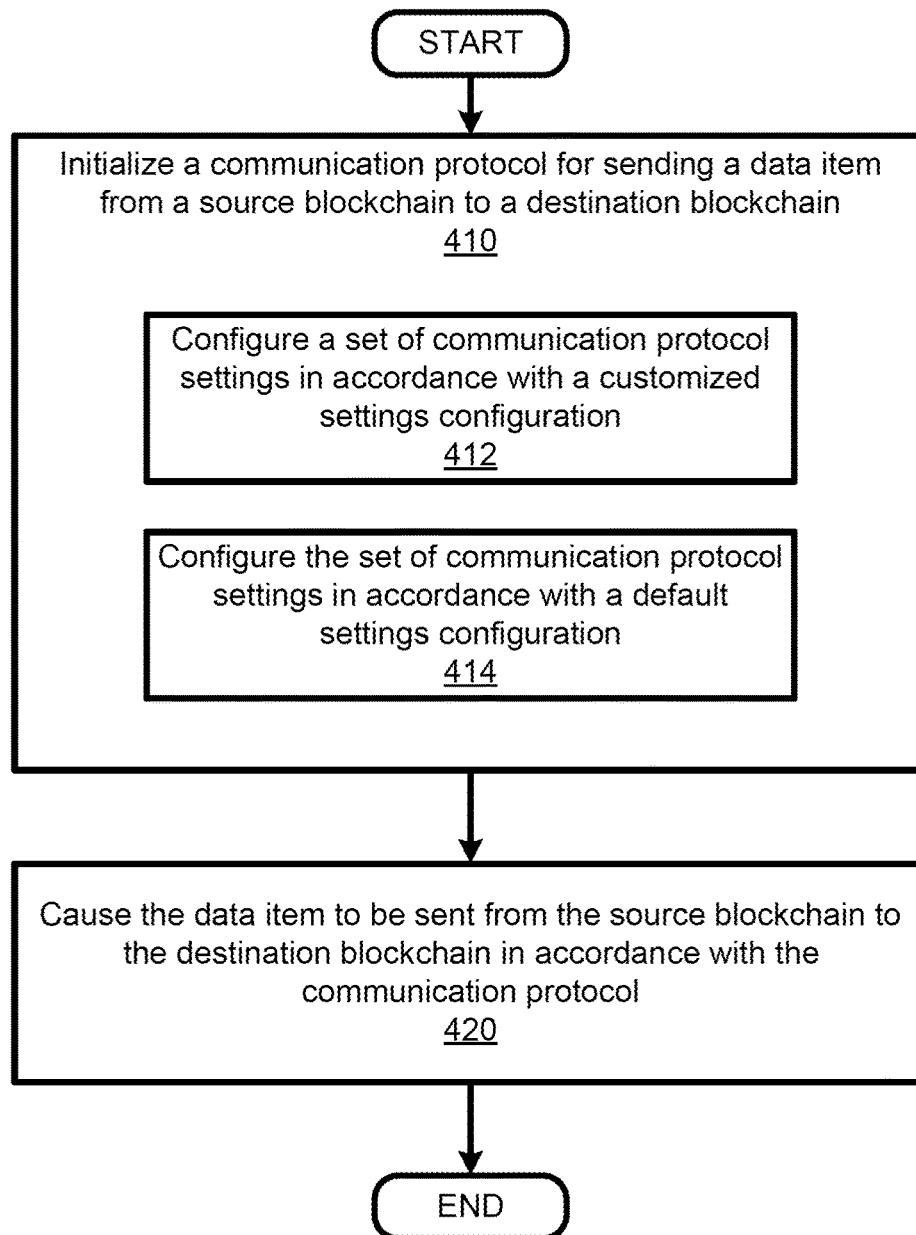 START
Initialize a communication protocol for sending a data item
from a source blockchain to a destination blockchain
410
Configure a set of communication protocol
settings in accordance with a customized
settings configuration
412
Configure the set of communication protocol
settings in accordance with a default
settings configuration
414
Cause the data item to be sent from the source blockchain to
the destination blockchain in accordance with the
communication protocol
420
END